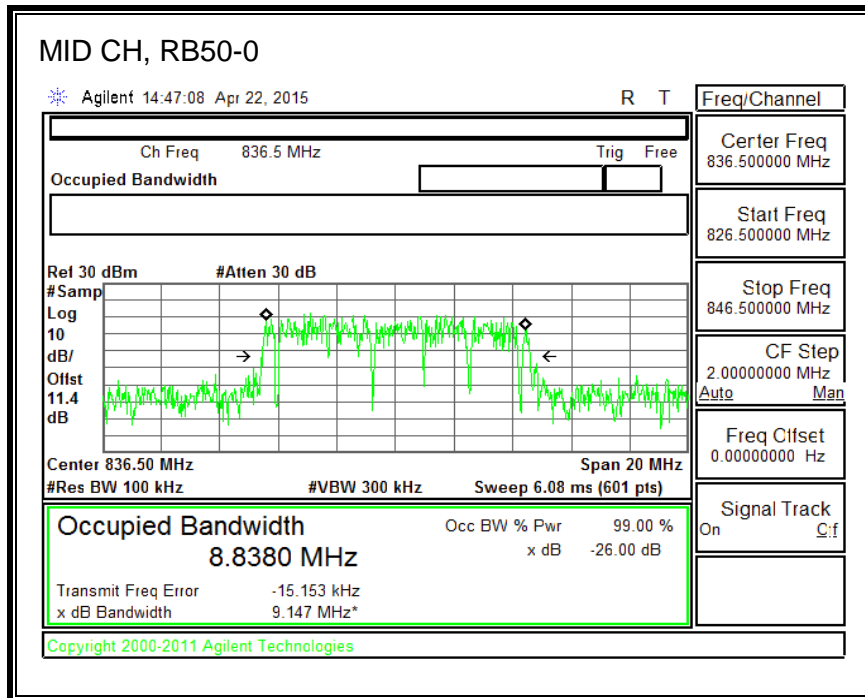 MID CH, RB50-0
Agilent 14:47:08 Apr 22, 2015 R T
Freq/Channel
Ch Freq 836.5 MHz Trig Free
Occupied Bandwidth
Center Freq
836.500000 MHz
Start Freq
826.500000 MHz
Stop Freq
846.500000 MHz
CF Step
2.00000000 MHz
Auto Man
Freq Offset
0.00000000 Hz
Signal Track
On Off
Ref 30 dBm #Atten 30 dB
#Samp
Log
10
dB/
Offst
11.4
dB
Center 836.50 MHz Span 20 MHz
#Res BW 100 kHz #VBW 300 kHz Sweep 6.08 ms (601 pts)
Occupied Bandwidth
8.8380 MHz
Occ BW % Pwr 99.00 %
x dB -26.00 dB
Transmit Freq Error -15.153 kHz
x dB Bandwidth 9.147 MHz*
Copyright 2000-2011 Agilent Technologies